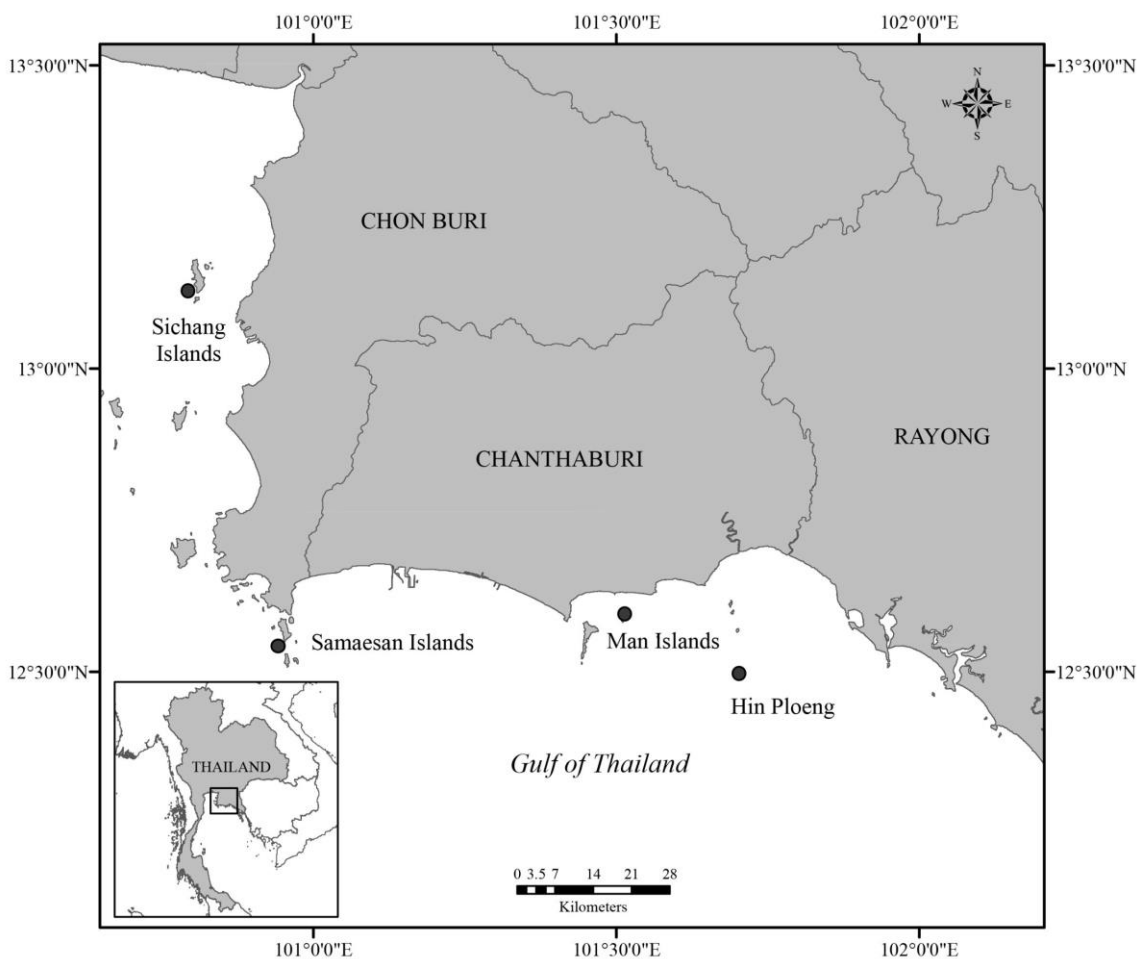 101°0'0"E 101°30'0"E 102°0'0"E
13°30'0"N 13°30'0"N
N
W E
S
CHON BURI
Sichang
Islands
13°0'0"N 13°0'0"N
RAYONG
CHANTHABURI
Samaesan Islands
Man Islands
12°30'0"N 12°30'0"N
Hin Ploeng
Gulf of Thailand
THAILAND
0 3.5 7 14 21 28
Kilometers
101°0'0"E 101°30'0"E 102°0'0"E